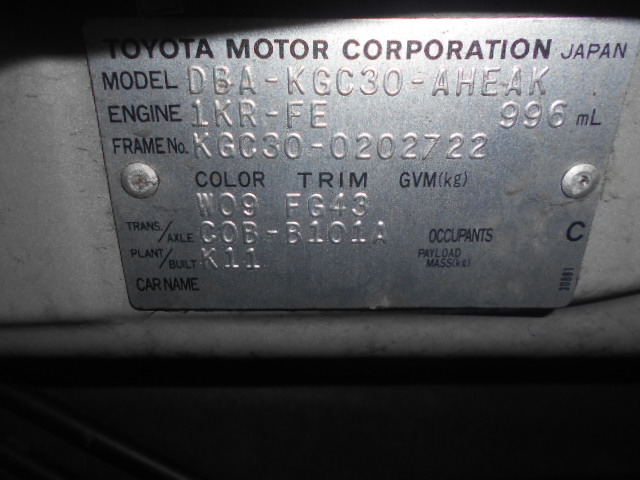 TOYOTA MOTOR CORPORATION JAPAN
MODEL DBA-KGC30-AHEAK
ENGINE 1KR-FE 996 mL
FRAME No. KGC30-0202722
COLOR TRIM GVM(kg)
W09 FG43
TRANS./AXLE C0B-B101A OCCUPANTS C
PLANT/BUILT K11 PAYLOAD MASS(kg)
CAR NAME